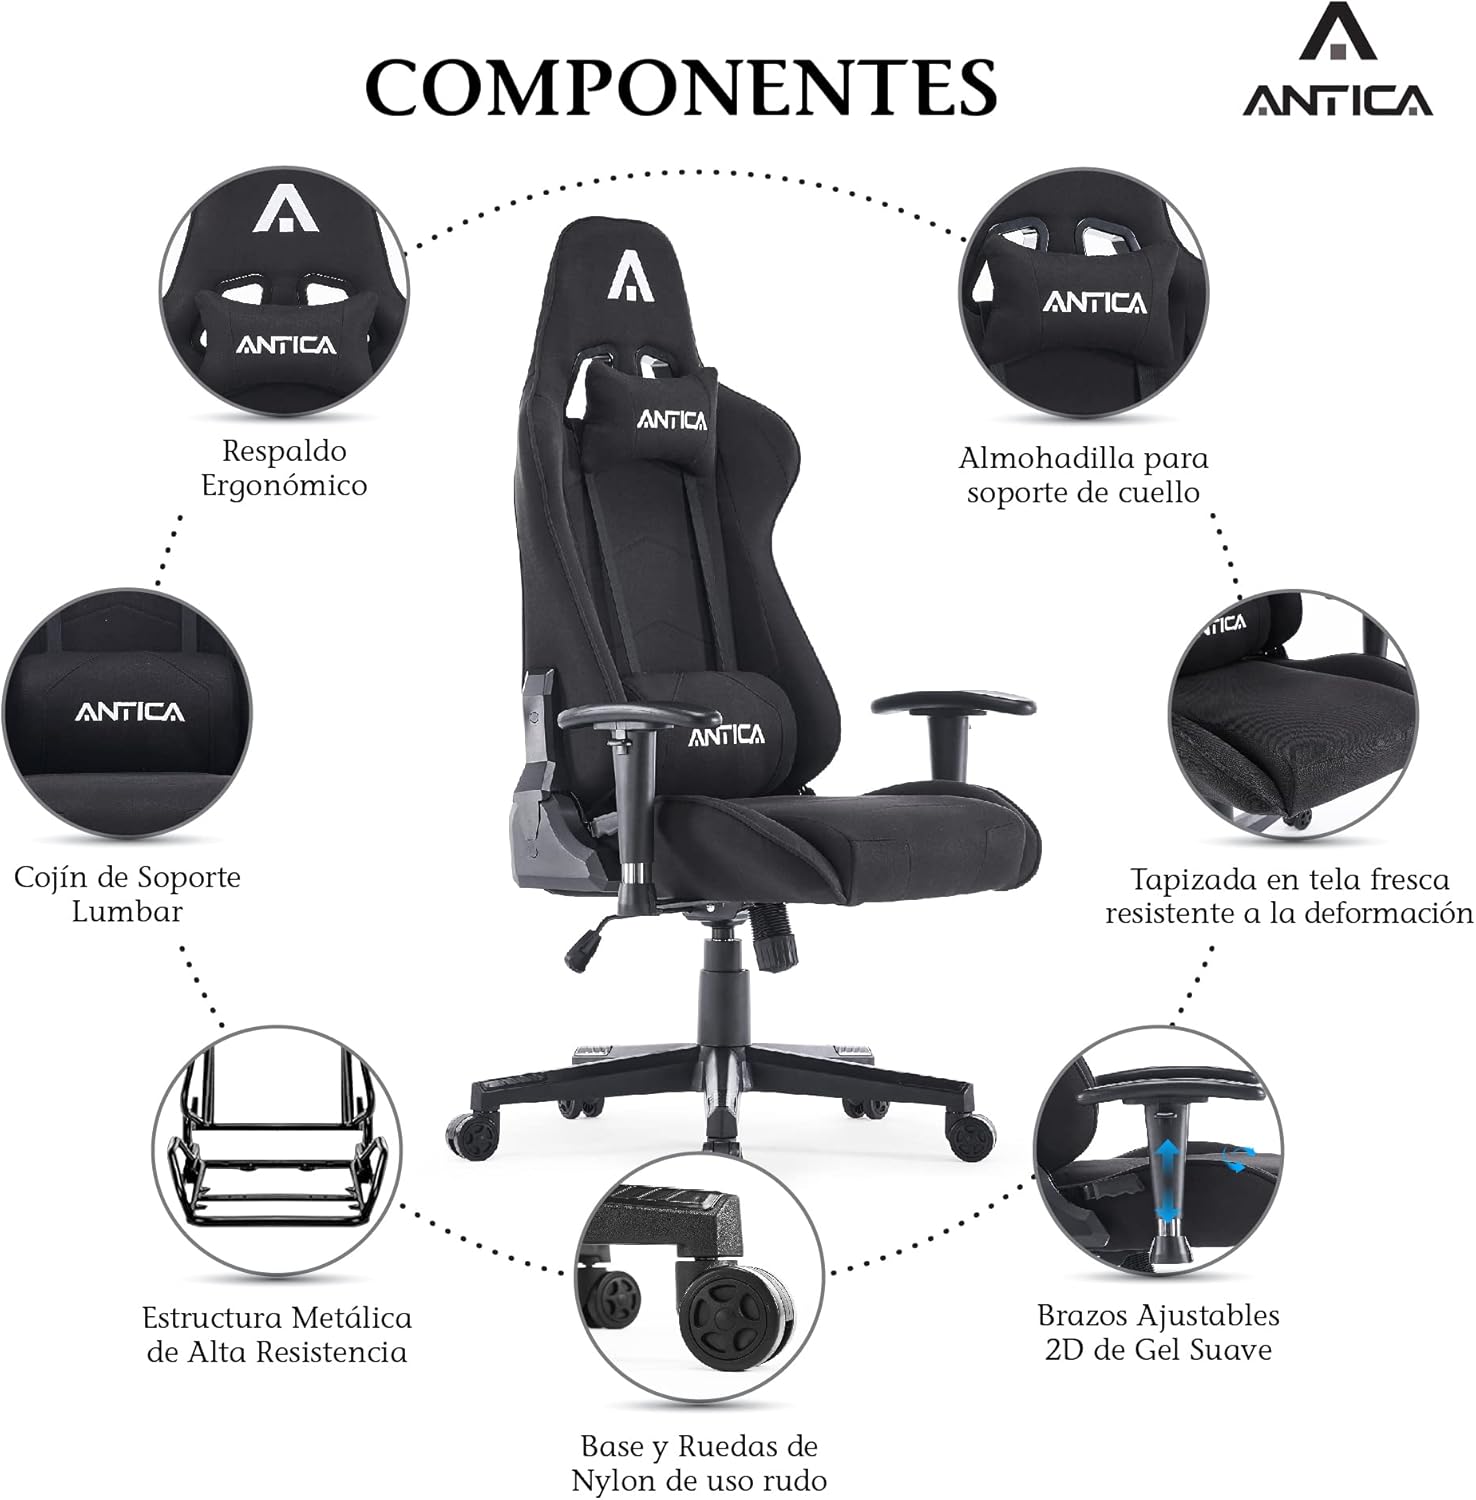 COMPONENTES
ANTICA
ANTICA
ANTICA
ANTICA
Respaldo
Ergonómico
Almohadilla para
soporte de cuello
ANTICA
ANTICA
TICA
Cojín de Soporte
Lumbar
Tapizada en tela fresca
resistente a la deformación
Estructura Metálica
de Alta Resistencia
Brazos Ajustables
2D de Gel Suave
Base y Ruedas de
Nylon de uso rudo